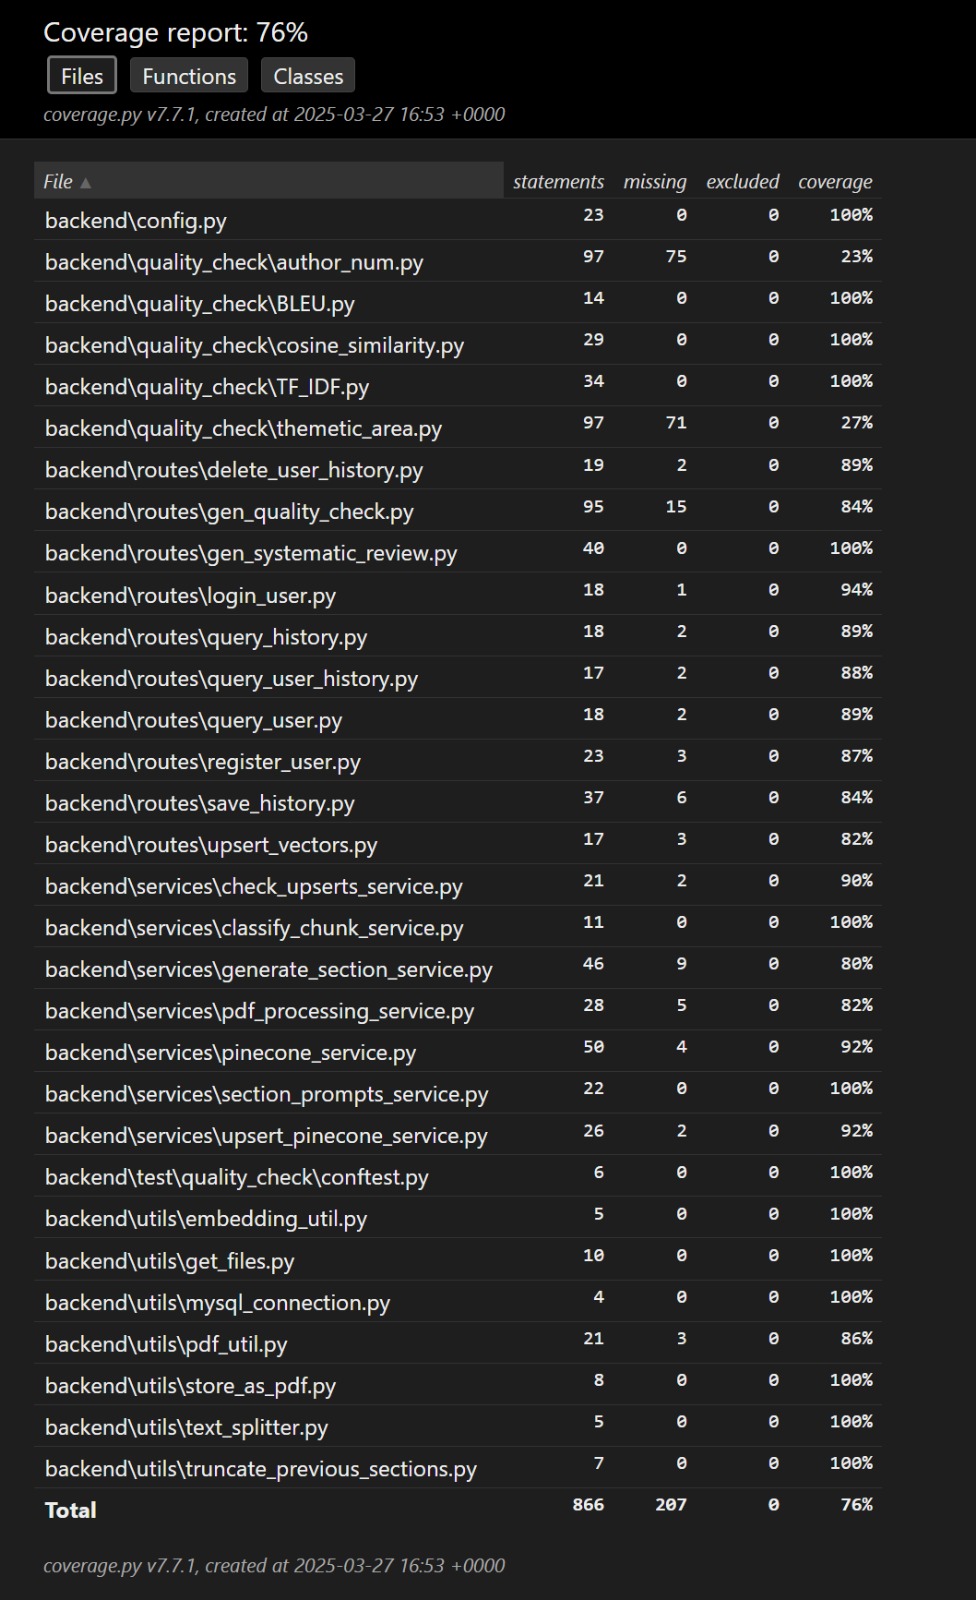 Coverage report: 76%
Files Functions Classes
coverage.py v7.7.1, created at 2025-03-27 16:53 +0000
File ▲ statements missing excluded coverage
backend\config.py 23 0 0 100%
backend\quality_check\author_num.py 97 75 0 23%
backend\quality_check\BLEU.py 14 0 0 100%
backend\quality_check\cosine_similarity.py 29 0 0 100%
backend\quality_check\TF_IDF.py 34 0 0 100%
backend\quality_check\themetic_area.py 97 71 0 27%
backend\routes\delete_user_history.py 19 2 0 89%
backend\routes\gen_quality_check.py 95 15 0 84%
backend\routes\gen_systematic_review.py 40 0 0 100%
backend\routes\login_user.py 18 1 0 94%
backend\routes\query_history.py 18 2 0 89%
backend\routes\query_user_history.py 17 2 0 88%
backend\routes\query_user.py 18 2 0 89%
backend\routes\register_user.py 23 3 0 87%
backend\routes\save_history.py 37 6 0 84%
backend\routes\upsert_vectors.py 17 3 0 82%
backend\services\check_upserts_service.py 21 2 0 90%
backend\services\classify_chunk_service.py 11 0 0 100%
backend\services\generate_section_service.py 46 9 0 80%
backend\services\pdf_processing_service.py 28 5 0 82%
backend\services\pinecone_service.py 50 4 0 92%
backend\services\section_prompts_service.py 22 0 0 100%
backend\services\upsert_pinecone_service.py 26 2 0 92%
backend\test\quality_check\conftest.py 6 0 0 100%
backend\utils\embedding_util.py 5 0 0 100%
backend\utils\get_files.py 10 0 0 100%
backend\utils\mysql_connection.py 4 0 0 100%
backend\utils\pdf_util.py 21 3 0 86%
backend\utils\store_as_pdf.py 8 0 0 100%
backend\utils\text_splitter.py 5 0 0 100%
backend\utils\truncate_previous_sections.py 7 0 0 100%
Total 866 207 0 76%
coverage.py v7.7.1, created at 2025-03-27 16:53 +0000